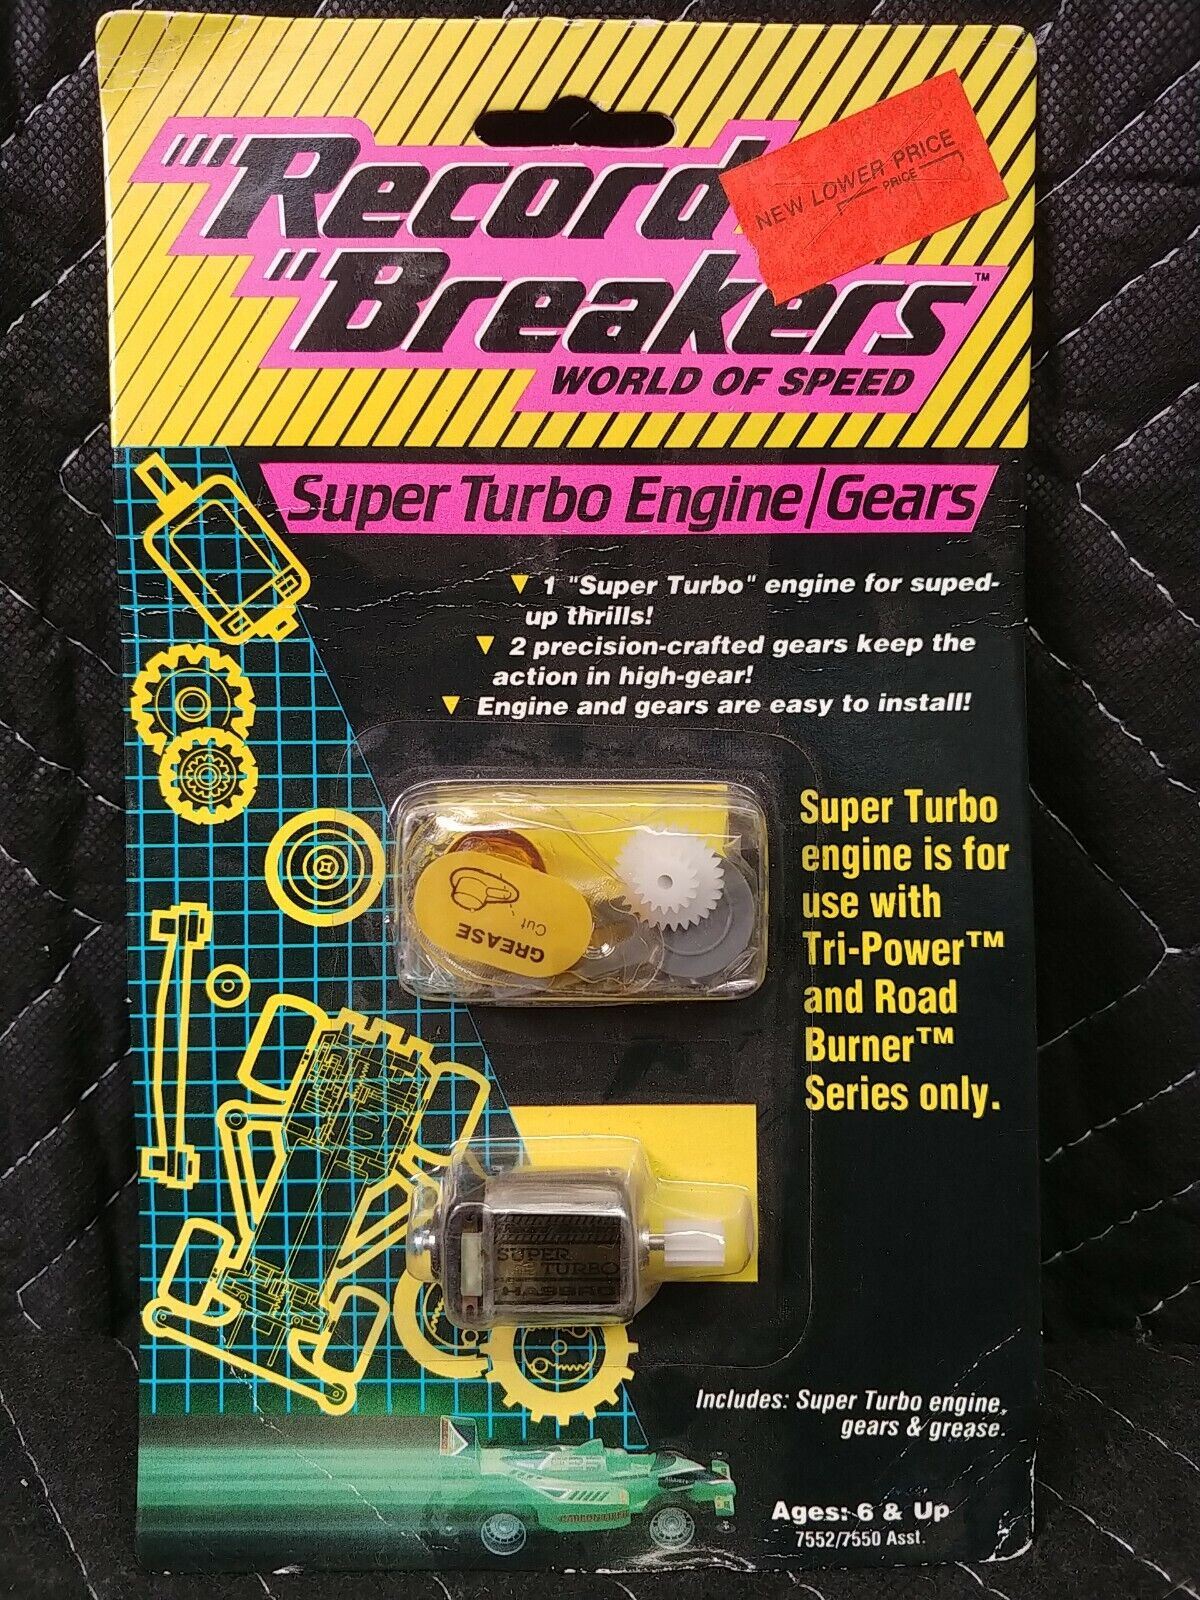 Record
Breakers™
WORLD OF SPEED
NEW LOWER PRICE
PRICE
Super Turbo Engine/Gears
▼ 1 "Super Turbo" engine for suped-
up thrills!
▼ 2 precision-crafted gears keep the
action in high-gear!
▼ Engine and gears are easy to install!
Super Turbo
engine is for
use with
Tri-Power™
and Road
Burner™
Series only.
Cut
GREASE
SUPER
TURBO
HASBRO
Includes: Super Turbo engine,
gears & grease.
Ages: 6 & Up
7552/7550 Asst.